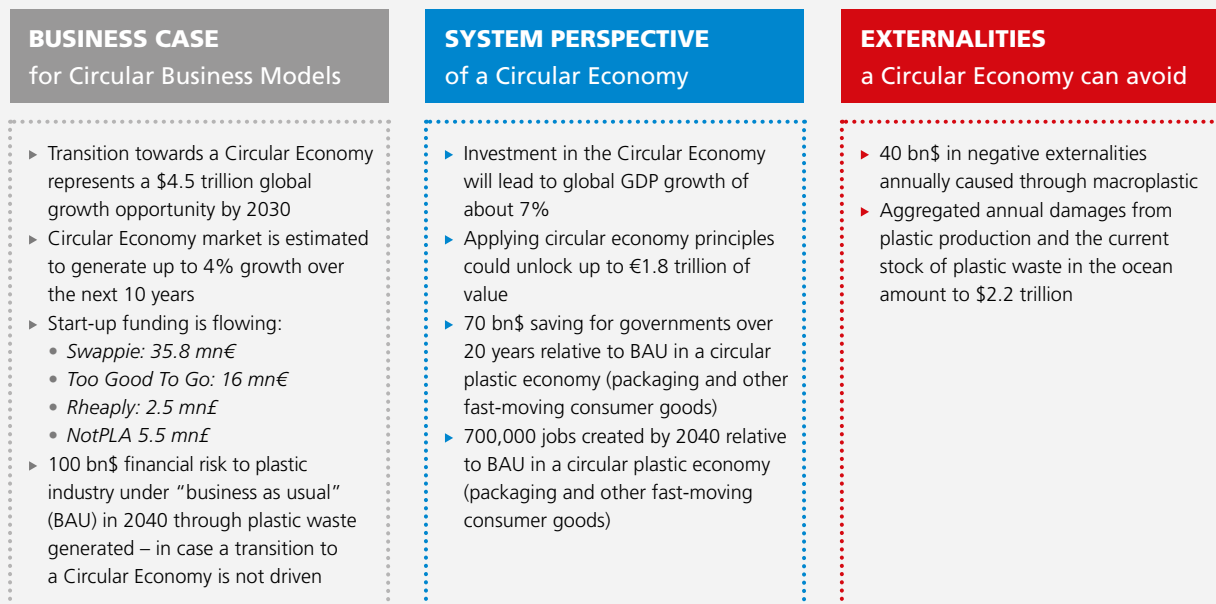 BUSINESS CASE
for Circular Business Models
▸ Transition towards a Circular Economy
represents a $4.5 trillion global
growth opportunity by 2030
▸ Circular Economy market is estimated
to generate up to 4% growth over
the next 10 years
▸ Start-up funding is flowing:
• Swappie: 35.8 mn€
• Too Good To Go: 16 mn€
• Rheaply: 2.5 mn£
• NotPLA 5.5 mn£
▸ 100 bn$ financial risk to plastic
industry under “business as usual”
(BAU) in 2040 through plastic waste
generated – in case a transition to
a Circular Economy is not driven
SYSTEM PERSPECTIVE
of a Circular Economy
▸ Investment in the Circular Economy
will lead to global GDP growth of
about 7%
▸ Applying circular economy principles
could unlock up to €1.8 trillion of
value
▸ 70 bn$ saving for governments over
20 years relative to BAU in a circular
plastic economy (packaging and other
fast-moving consumer goods)
▸ 700,000 jobs created by 2040 relative
to BAU in a circular plastic economy
(packaging and other fast-moving
consumer goods)
EXTERNALITIES
a Circular Economy can avoid
▸ 40 bn$ in negative externalities
annually caused through macroplastic
▸ Aggregated annual damages from
plastic production and the current
stock of plastic waste in the ocean
amount to $2.2 trillion